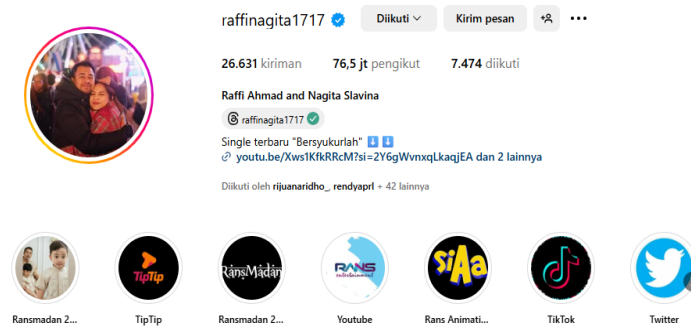 raffinagita1717
Diikuti
Kirim pesan
26.631 kiriman 76,5 jt pengikut 7.474 diikuti
Raffi Ahmad and Nagita Slavina
raffinagita1717
Single terbaru "Bersyukurlah" ⬇️⬇️
youtu.be/Xws1KfkRRcM?si=2Y6gWvnxqLkaqjEA dan 2 lainnya
Diikuti oleh rijuanaridho_, rendyaprl + 42 lainnya
TipTip
RansMadan
RANS
entertainment
SiAa
Ransmadan 2...
TipTip
Ransmadan 2...
Youtube
Rans Animati...
TikTok
Twitter